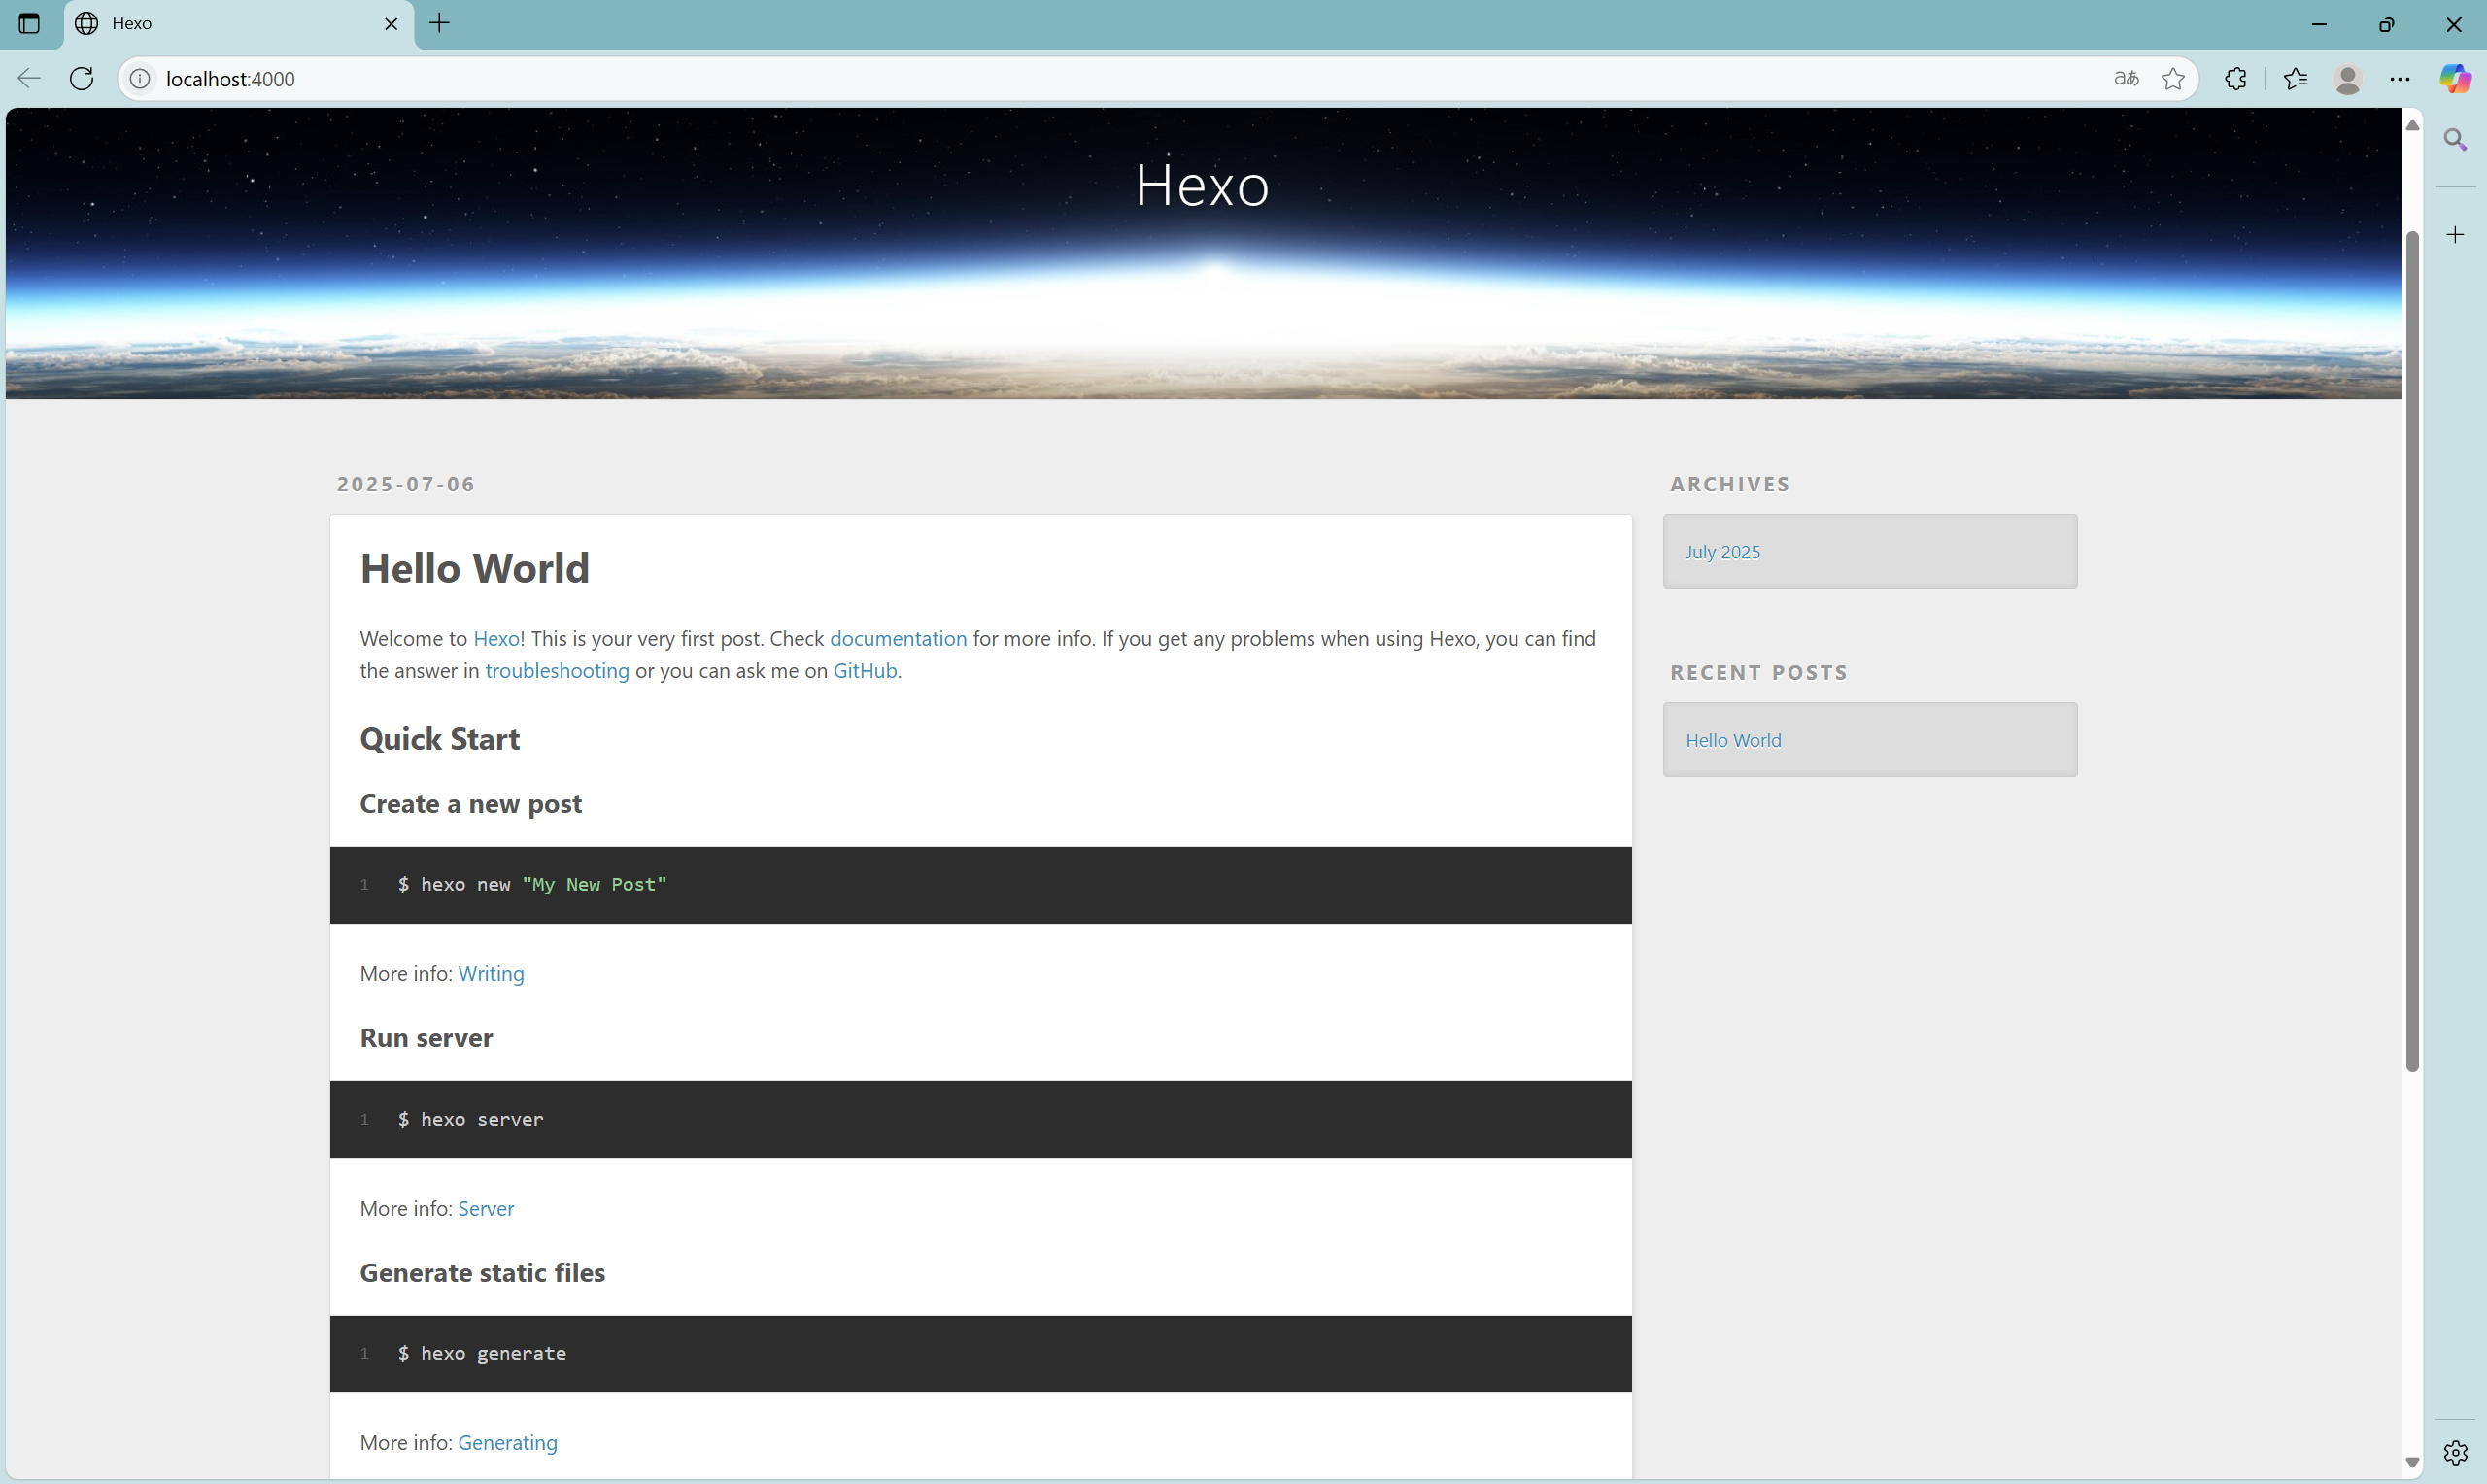 Hexo
localhost:4000
aあ
Hexo
2025-07-06
Hello World
Welcome to Hexo! This is your very first post. Check documentation for more info. If you get any problems when using Hexo, you can find
the answer in troubleshooting or you can ask me on GitHub.
Quick Start
Create a new post
1 $ hexo new "My New Post"
More info: Writing
Run server
1 $ hexo server
More info: Server
Generate static files
1 $ hexo generate
More info: Generating
ARCHIVES
July 2025
RECENT POSTS
Hello World